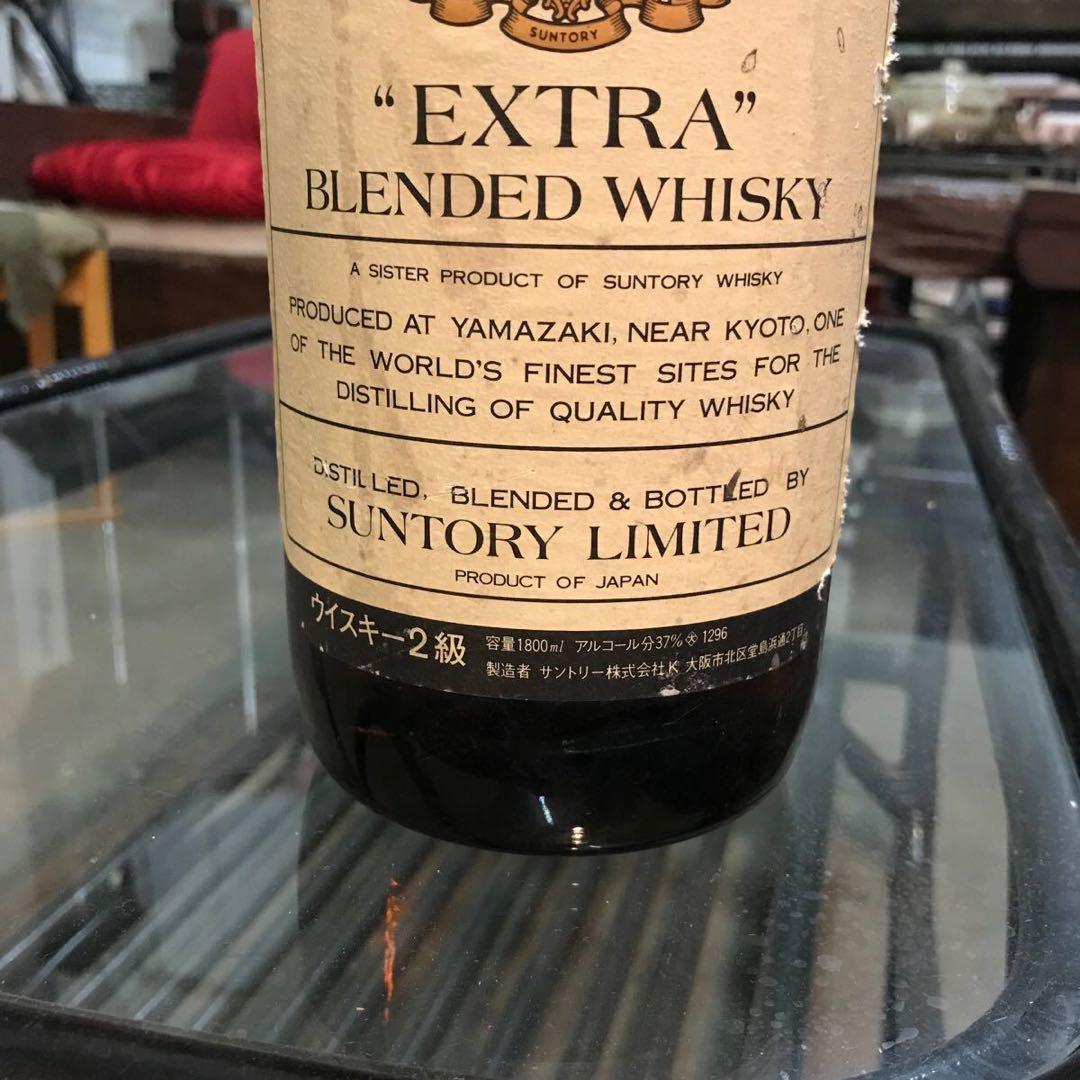 SUNTORY
“EXTRA”
BLENDED WHISKY
A SISTER PRODUCT OF SUNTORY WHISKY
PRODUCED AT YAMAZAKI, NEAR KYOTO, ONE
OF THE WORLD'S FINEST SITES FOR THE
DISTILLING OF QUALITY WHISKY
DISTILLED, BLENDED & BOTTLED BY
SUNTORY LIMITED
PRODUCT OF JAPAN
ウイスキー2級
容量1800ml アルコール分37% 大 1296
製造者 サントリー株式会社K 大阪市北区堂島浜通2丁目